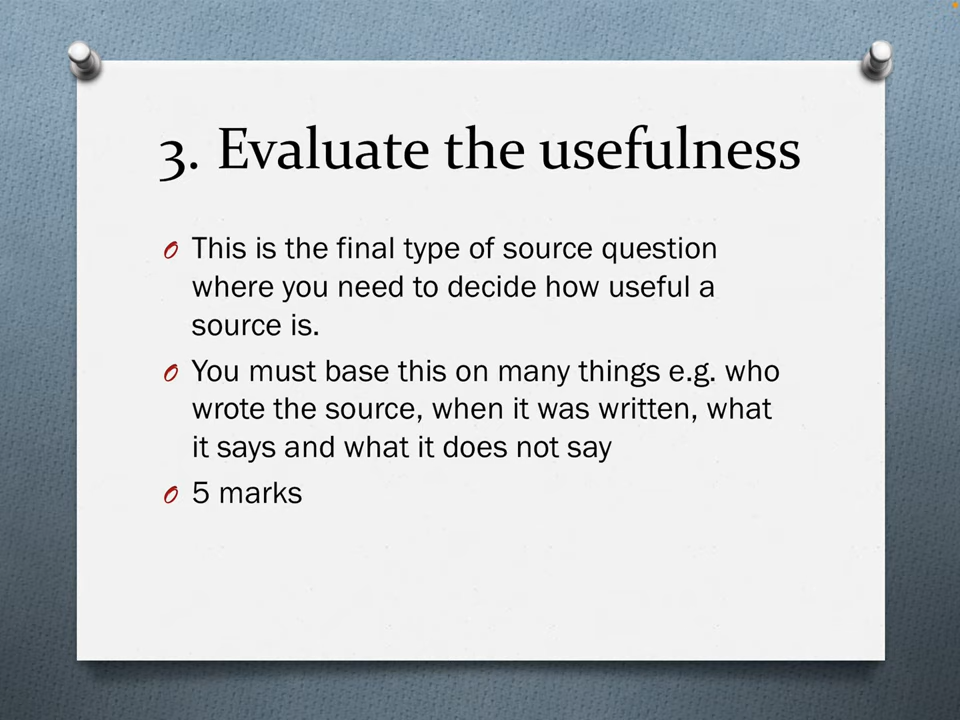 3. Evaluate the usefulness
This is the final type of source question
where you need to decide how useful a
source is.
You must base this on many things e.g. who
wrote the source, when it was written, what
it says and what it does not say
5 marks